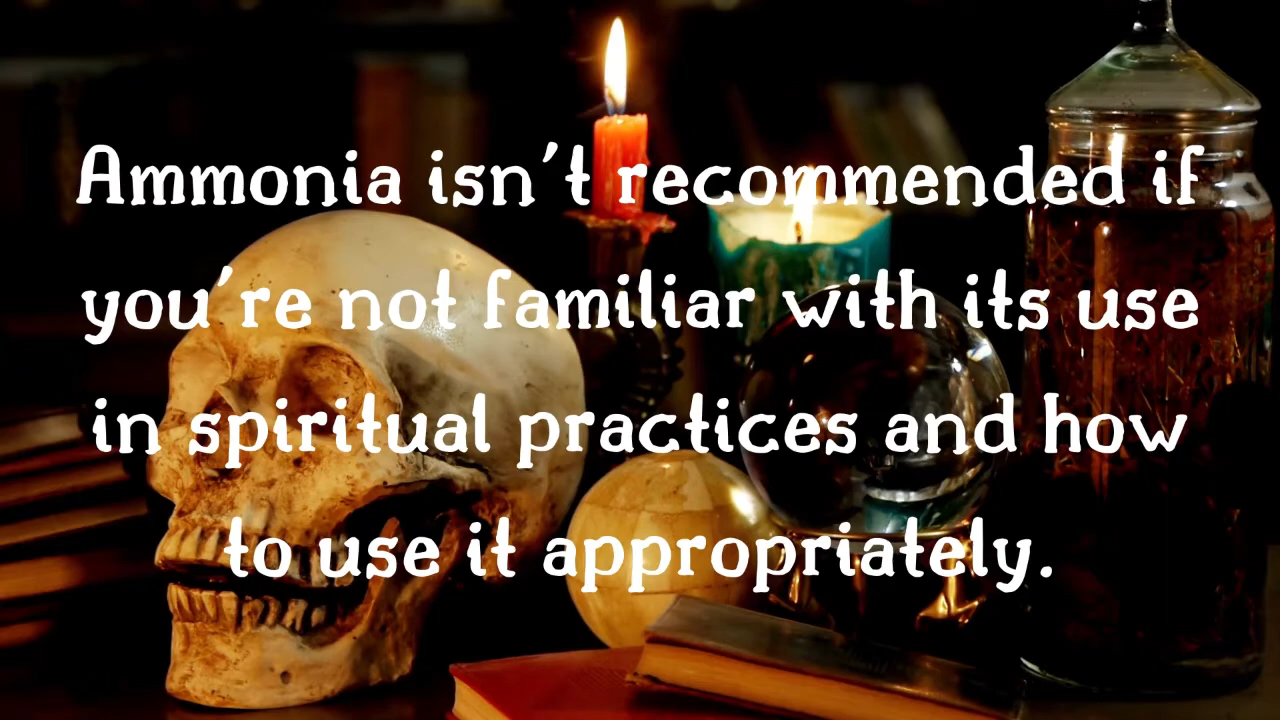 Ammonia isn't recommended if
you're not familiar with its use
in spiritual practices and how
to use it appropriately.